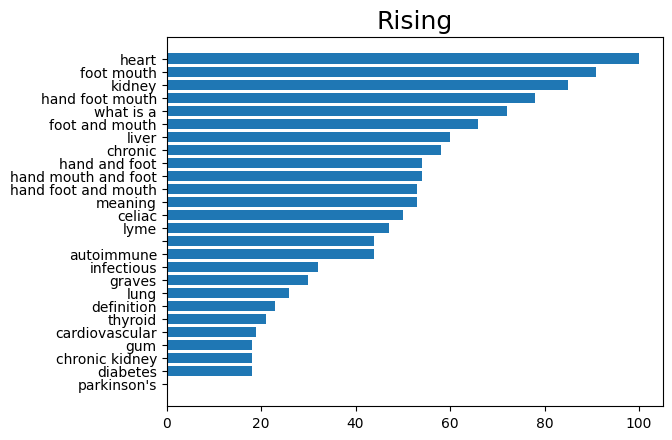 Rising
heart
foot mouth
kidney
hand foot mouth
what is a
foot and mouth
liver
chronic
hand and foot
hand mouth and foot
hand foot and mouth
meaning
celiac
lyme
autoimmune
infectious
graves
lung
definition
thyroid
cardiovascular
gum
chronic kidney
diabetes
parkinson's
0 20 40 60 80 100